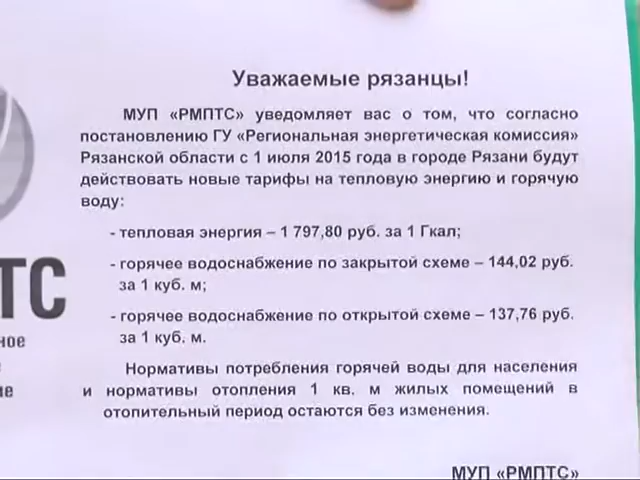 Уважаемые рязанцы!
МУП «РМПТС» уведомляет вас о том, что согласно
постановлению ГУ «Региональная энергетическая комиссия»
Рязанской области с 1 июля 2015 года в городе Рязани будут
действовать новые тарифы на тепловую энергию и горячую
воду:
- тепловая энергия – 1 797,80 руб. за 1 Гкал;
- горячее водоснабжение по закрытой схеме – 144,02 руб.
за 1 куб. м;
- горячее водоснабжение по открытой схеме – 137,76 руб.
за 1 куб. м.
Нормативы потребления горячей воды для населения
и нормативы отопления 1 кв. м жилых помещений в
отопительный период остаются без изменения.
МУП «РМПТС»
ТС
ное
ие